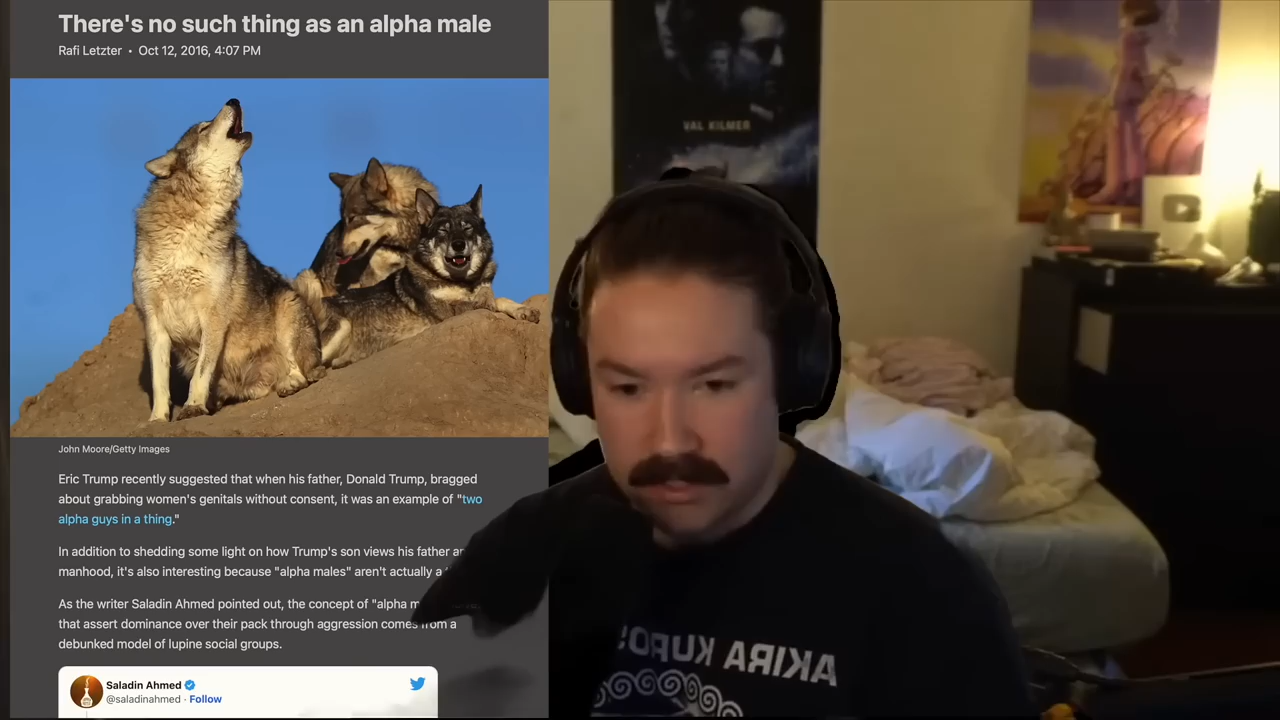 There's no such thing as an alpha male
Rafi Letzter • Oct 12, 2016, 4:07 PM
VAL KILMER
John Moore/Getty Images
Eric Trump recently suggested that when his father, Donald Trump, bragged
about grabbing women's genitals without consent, it was an example of "two
alpha guys in a thing."
In addition to shedding some light on how Trump's son views his father
manhood, it's also interesting because "alpha males" aren't actually a
As the writer Saladin Ahmed pointed out, the concept of "alpha
that assert dominance over their pack through aggression comes from a
debunked model of lupine social groups.
AKIRA KUROS
Saladin Ahmed
@saladinahmed · Follow